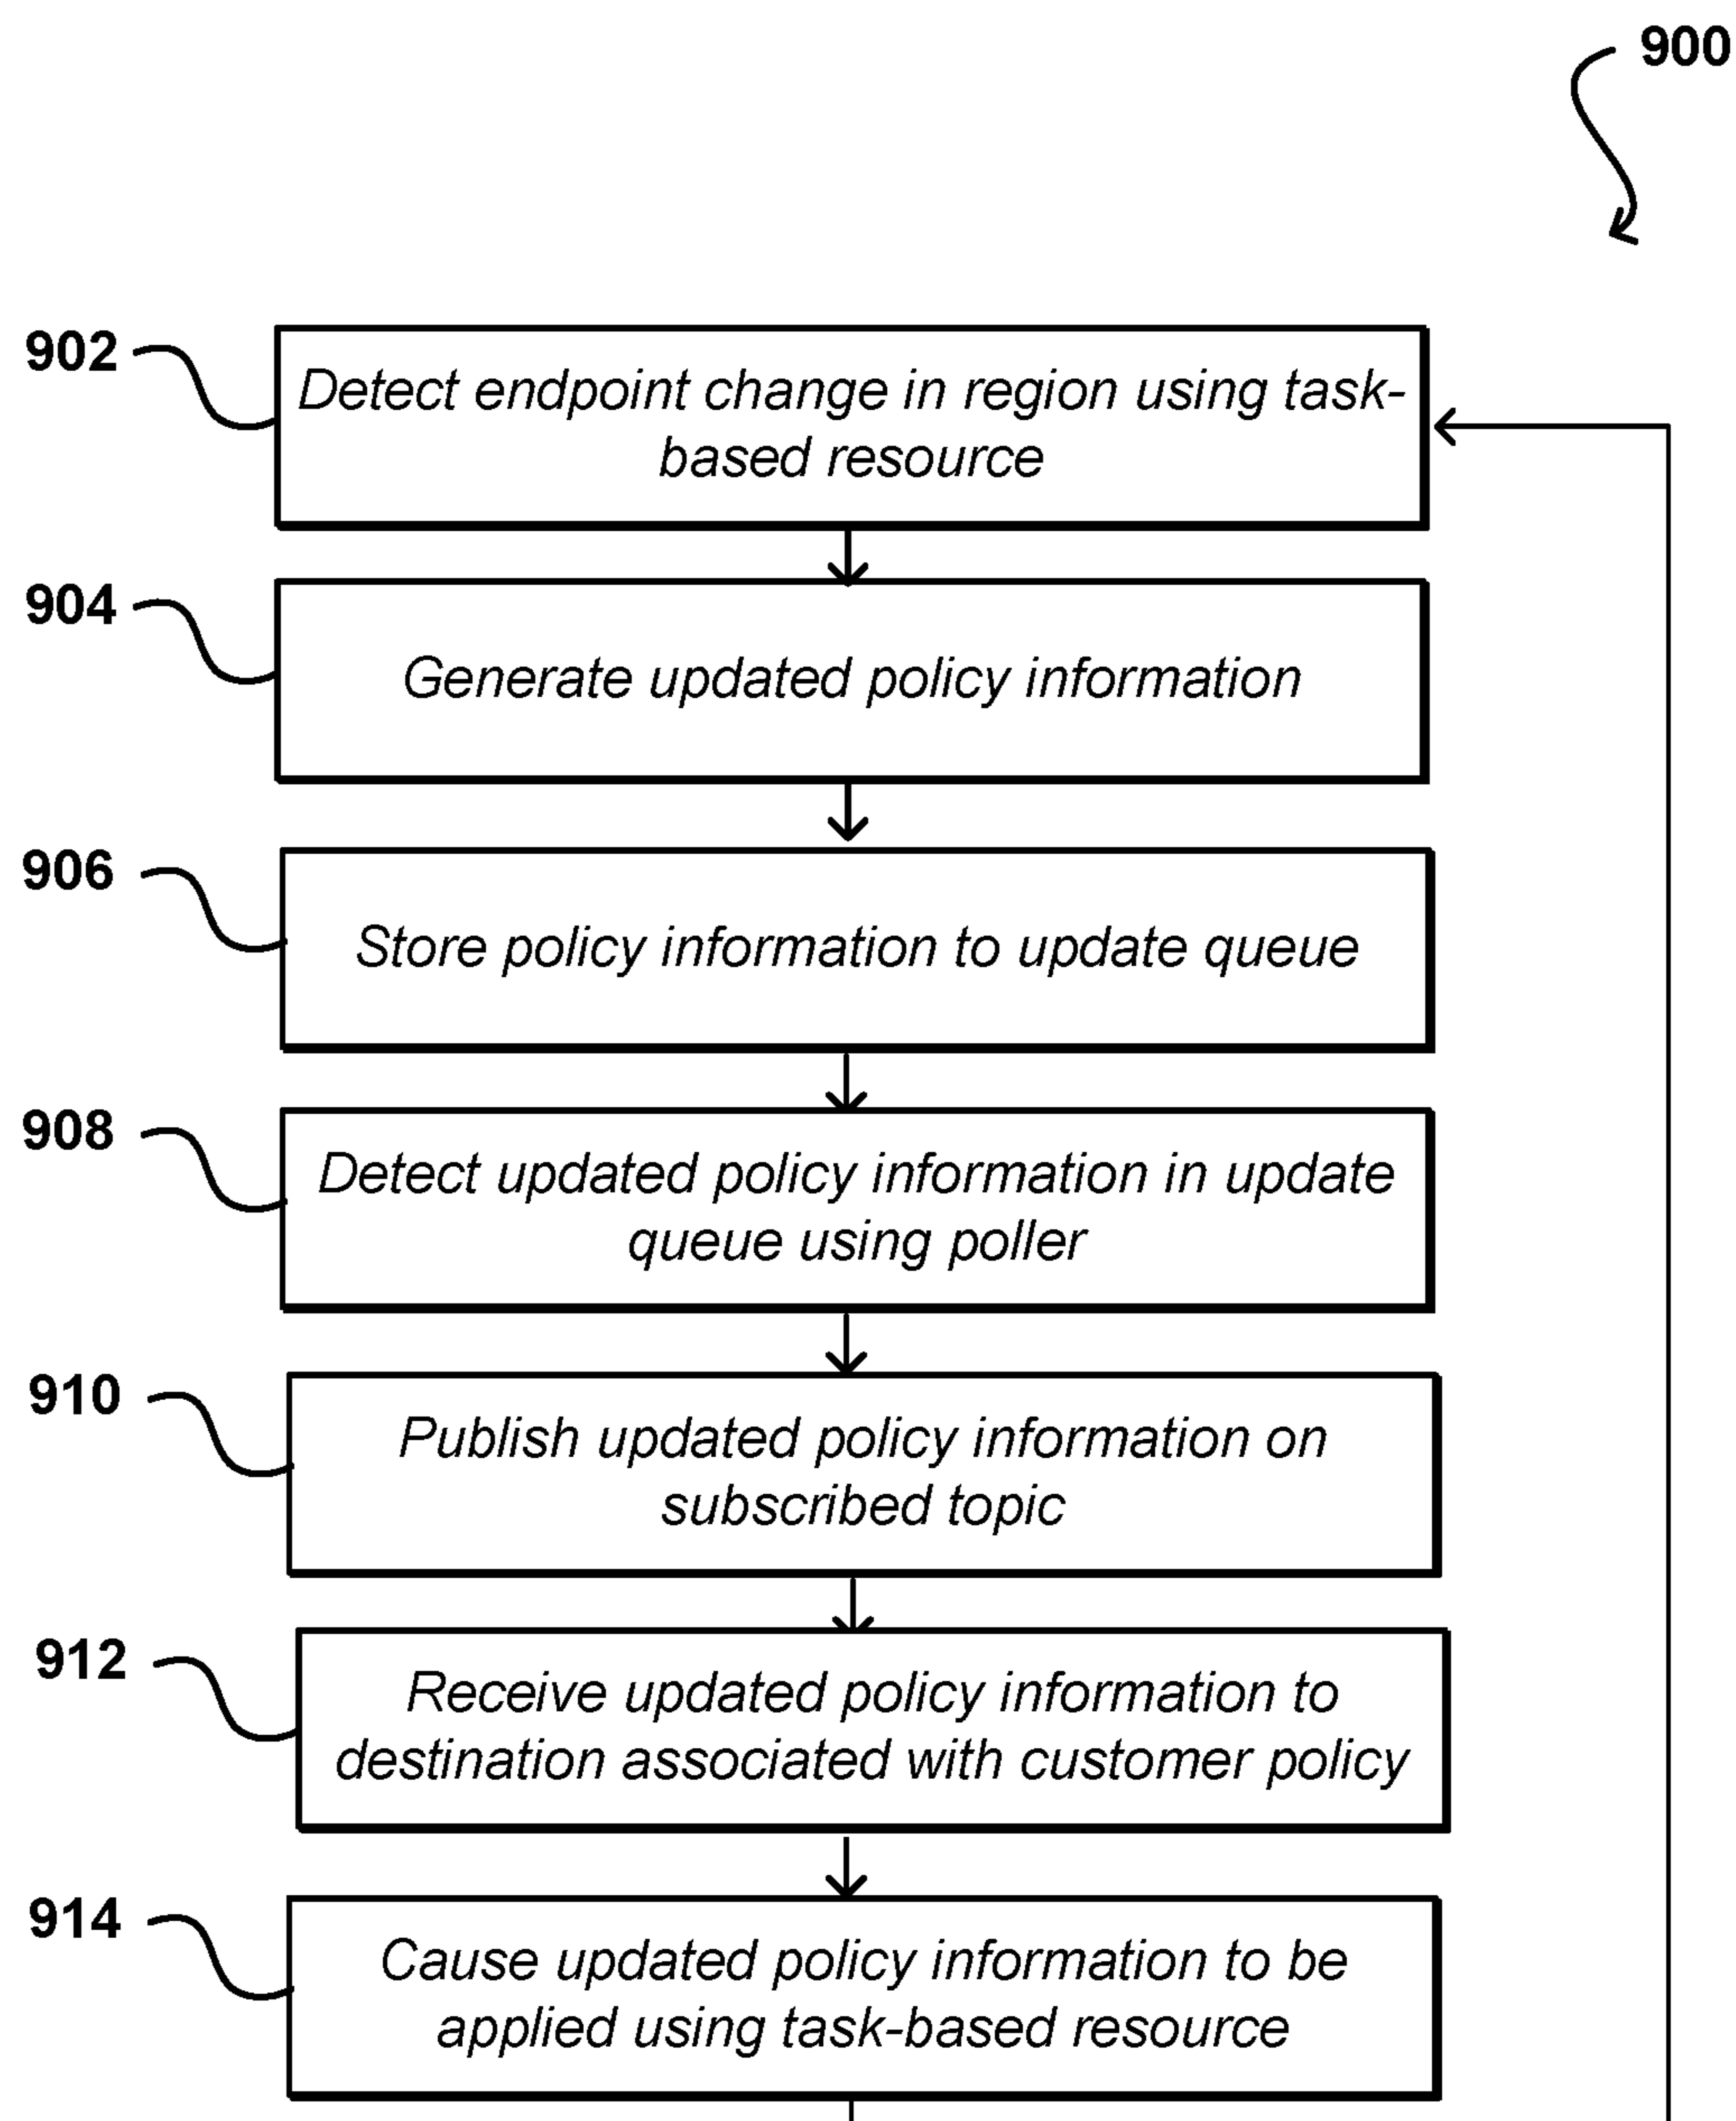 900
902
Detect endpoint change in region using task-
based resource
904
Generate updated policy information
906
Store policy information to update queue
908
Detect updated policy information in update
queue using poller
910
Publish updated policy information on
subscribed topic
912
Receive updated policy information to
destination associated with customer policy
914
Cause updated policy information to be
applied using task-based resource